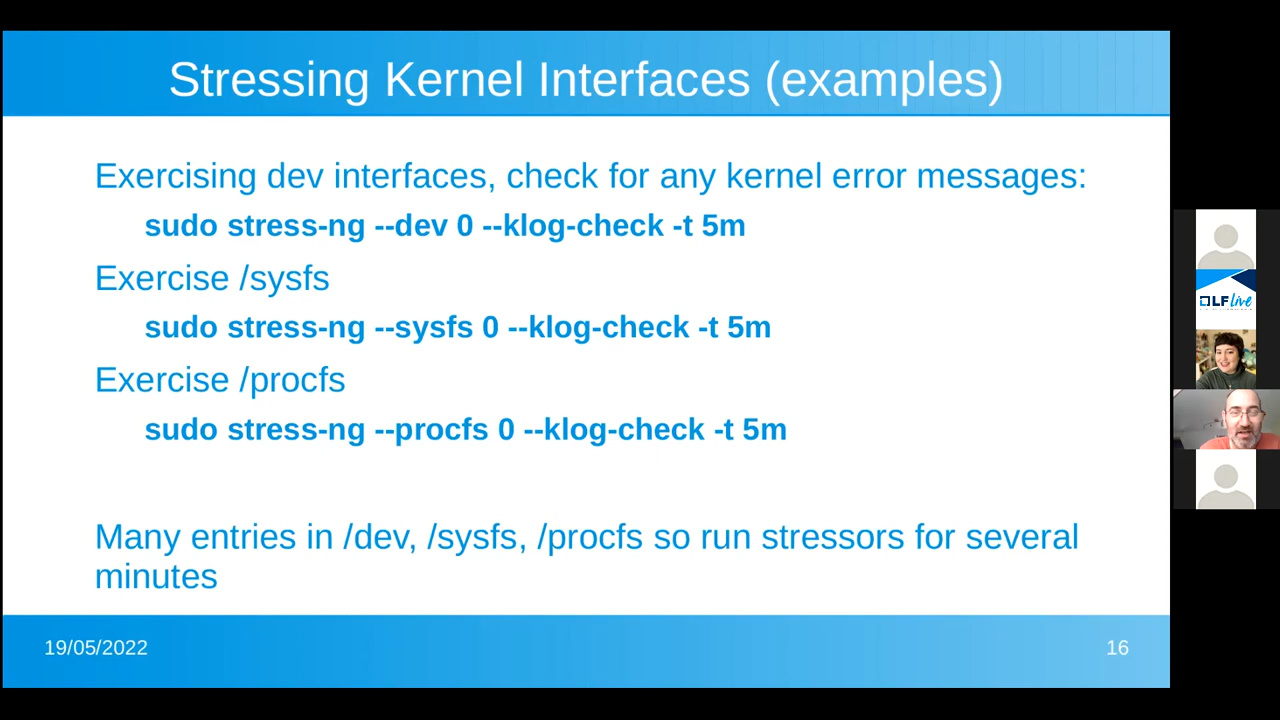 Stressing Kernel Interfaces (examples)
Exercising dev interfaces, check for any kernel error messages:
sudo stress-ng --dev 0 --klog-check -t 5m
Exercise /sysfs
sudo stress-ng --sysfs 0 --klog-check -t 5m
Exercise /procfs
sudo stress-ng --procfs 0 --klog-check -t 5m
Many entries in /dev, /sysfs, /procfs so run stressors for several
minutes
19/05/2022
16
LF live